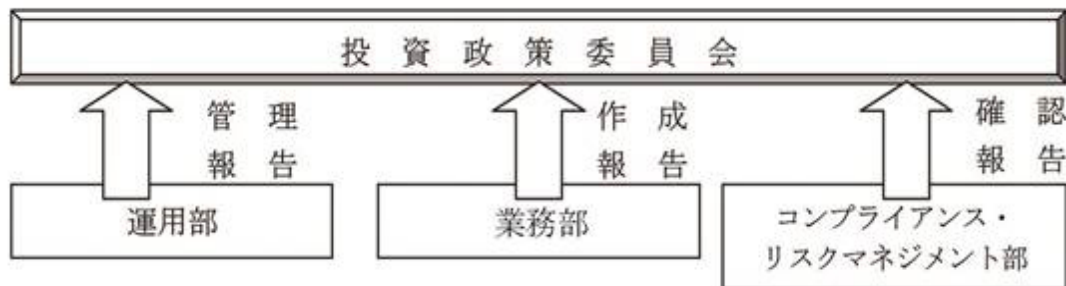 投資政策委員会
管理
報告
作成
報告
確認
報告
運用部
業務部
コンプライアンス・
リスクマネジメント部